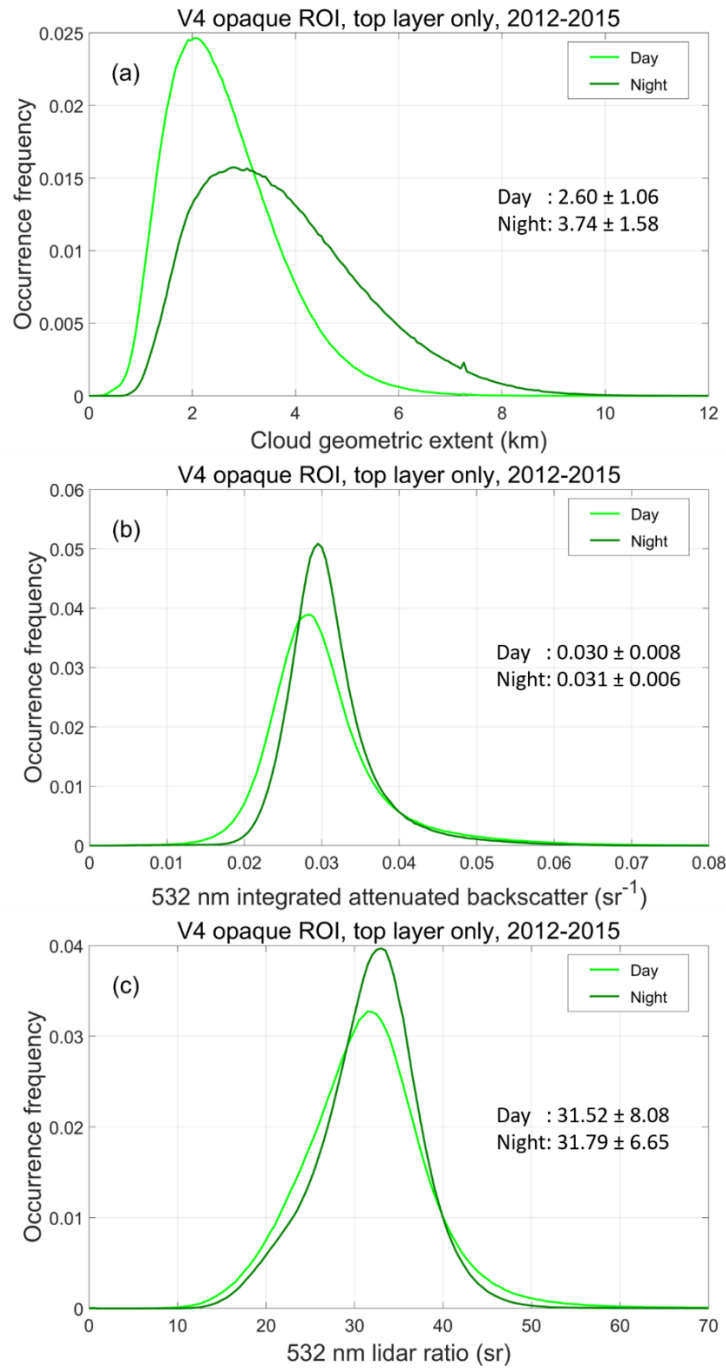 V4 opaque ROI, top layer only, 2012-2015
0.025
0.02
0.015
0.01
0.005
0
Occurrence frequency
(a)
Day
Night
Day : 2.60 ± 1.06
Night: 3.74 ± 1.58
0 2 4 6 8 10 12
Cloud geometric extent (km)
V4 opaque ROI, top layer only, 2012-2015
0.06
0.05
0.04
0.03
0.02
0.01
0
Occurrence frequency
(b)
Day
Night
Day : 0.030 ± 0.008
Night: 0.031 ± 0.006
0 0.01 0.02 0.03 0.04 0.05 0.06 0.07 0.08
532 nm integrated attenuated backscatter (sr⁻¹)
V4 opaque ROI, top layer only, 2012-2015
0.04
0.03
0.02
0.01
0
Occurrence frequency
(c)
Day
Night
Day : 31.52 ± 8.08
Night: 31.79 ± 6.65
0 10 20 30 40 50 60 70
532 nm lidar ratio (sr)